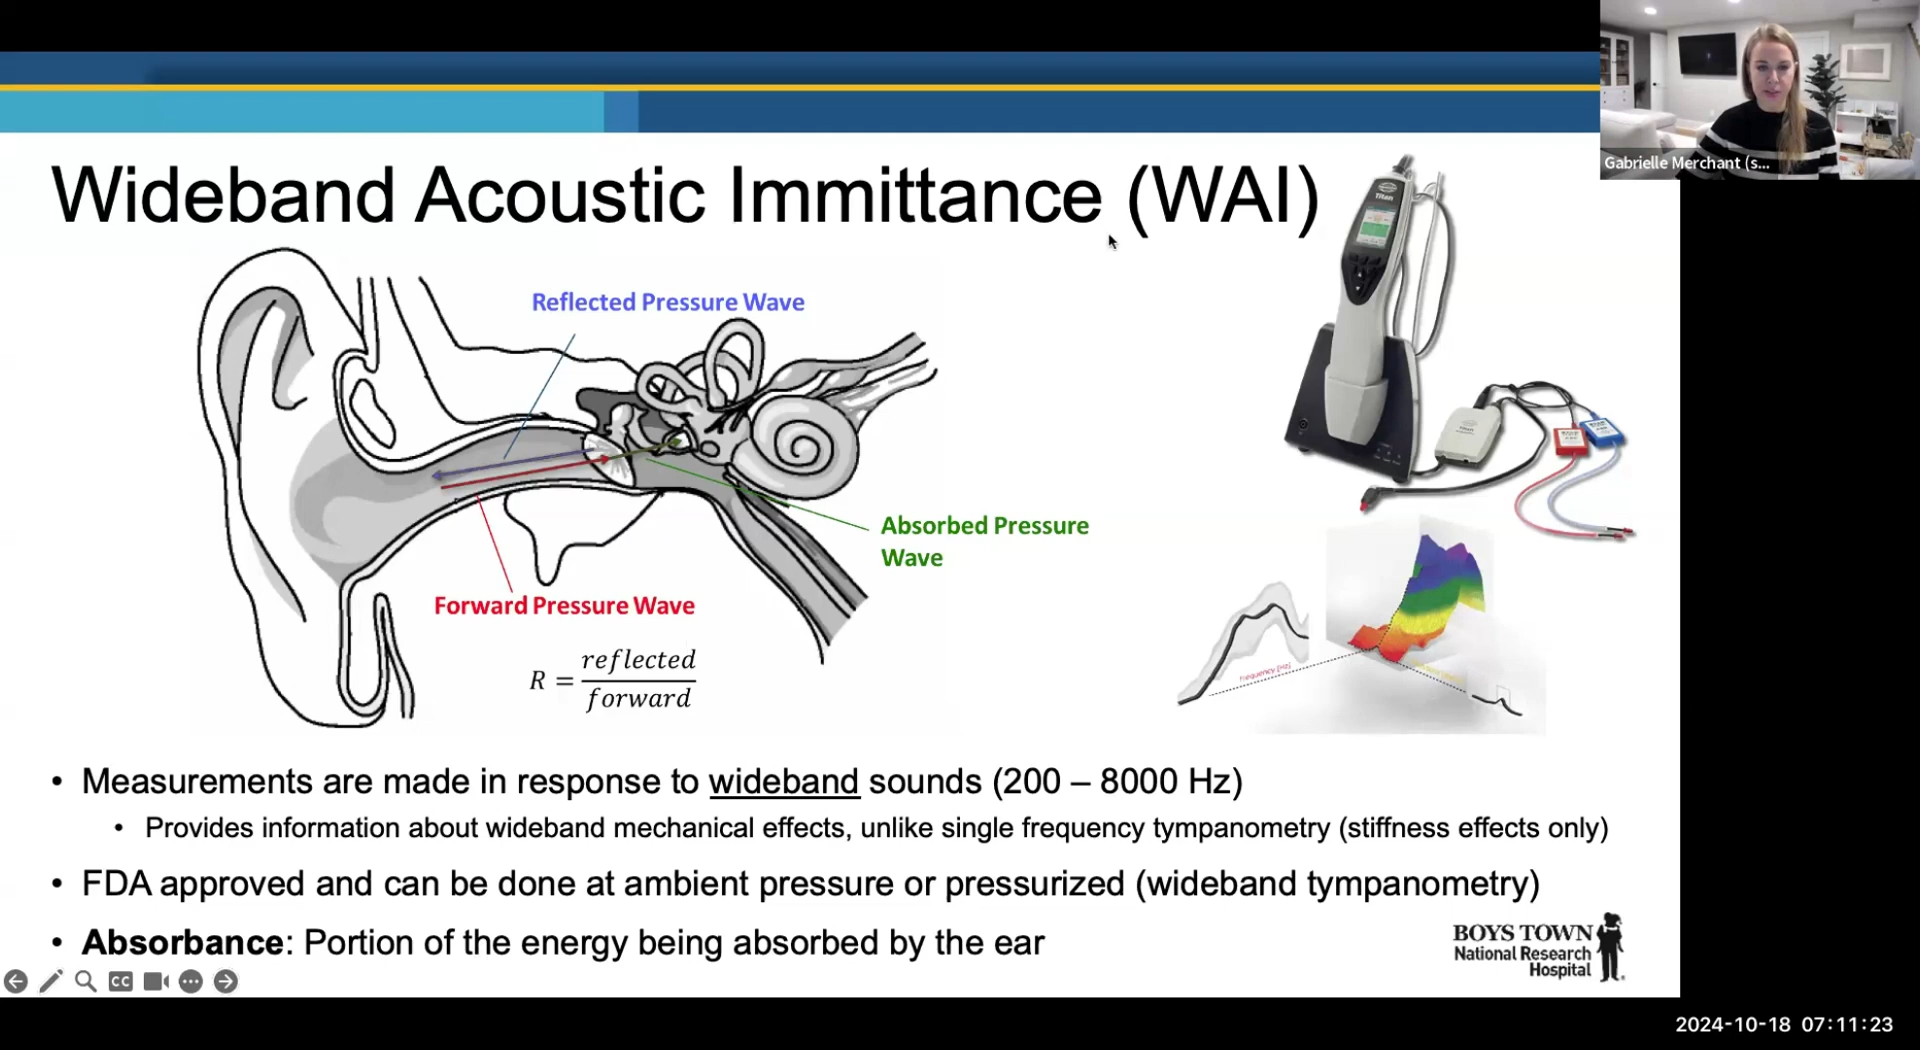 Gabrielle Merchant (s...
Wideband Acoustic Immittance (WAI)
Reflected Pressure Wave
Absorbed Pressure
Wave
Forward Pressure Wave
R = reflected
forward
Frequency [Hz]
• Measurements are made in response to wideband sounds (200 – 8000 Hz)
• Provides information about wideband mechanical effects, unlike single frequency tympanometry (stiffness effects only)
• FDA approved and can be done at ambient pressure or pressurized (wideband tympanometry)
• Absorbance: Portion of the energy being absorbed by the ear
BOYS TOWN
National Research
Hospital
CC
2024-10-18 07:11:23